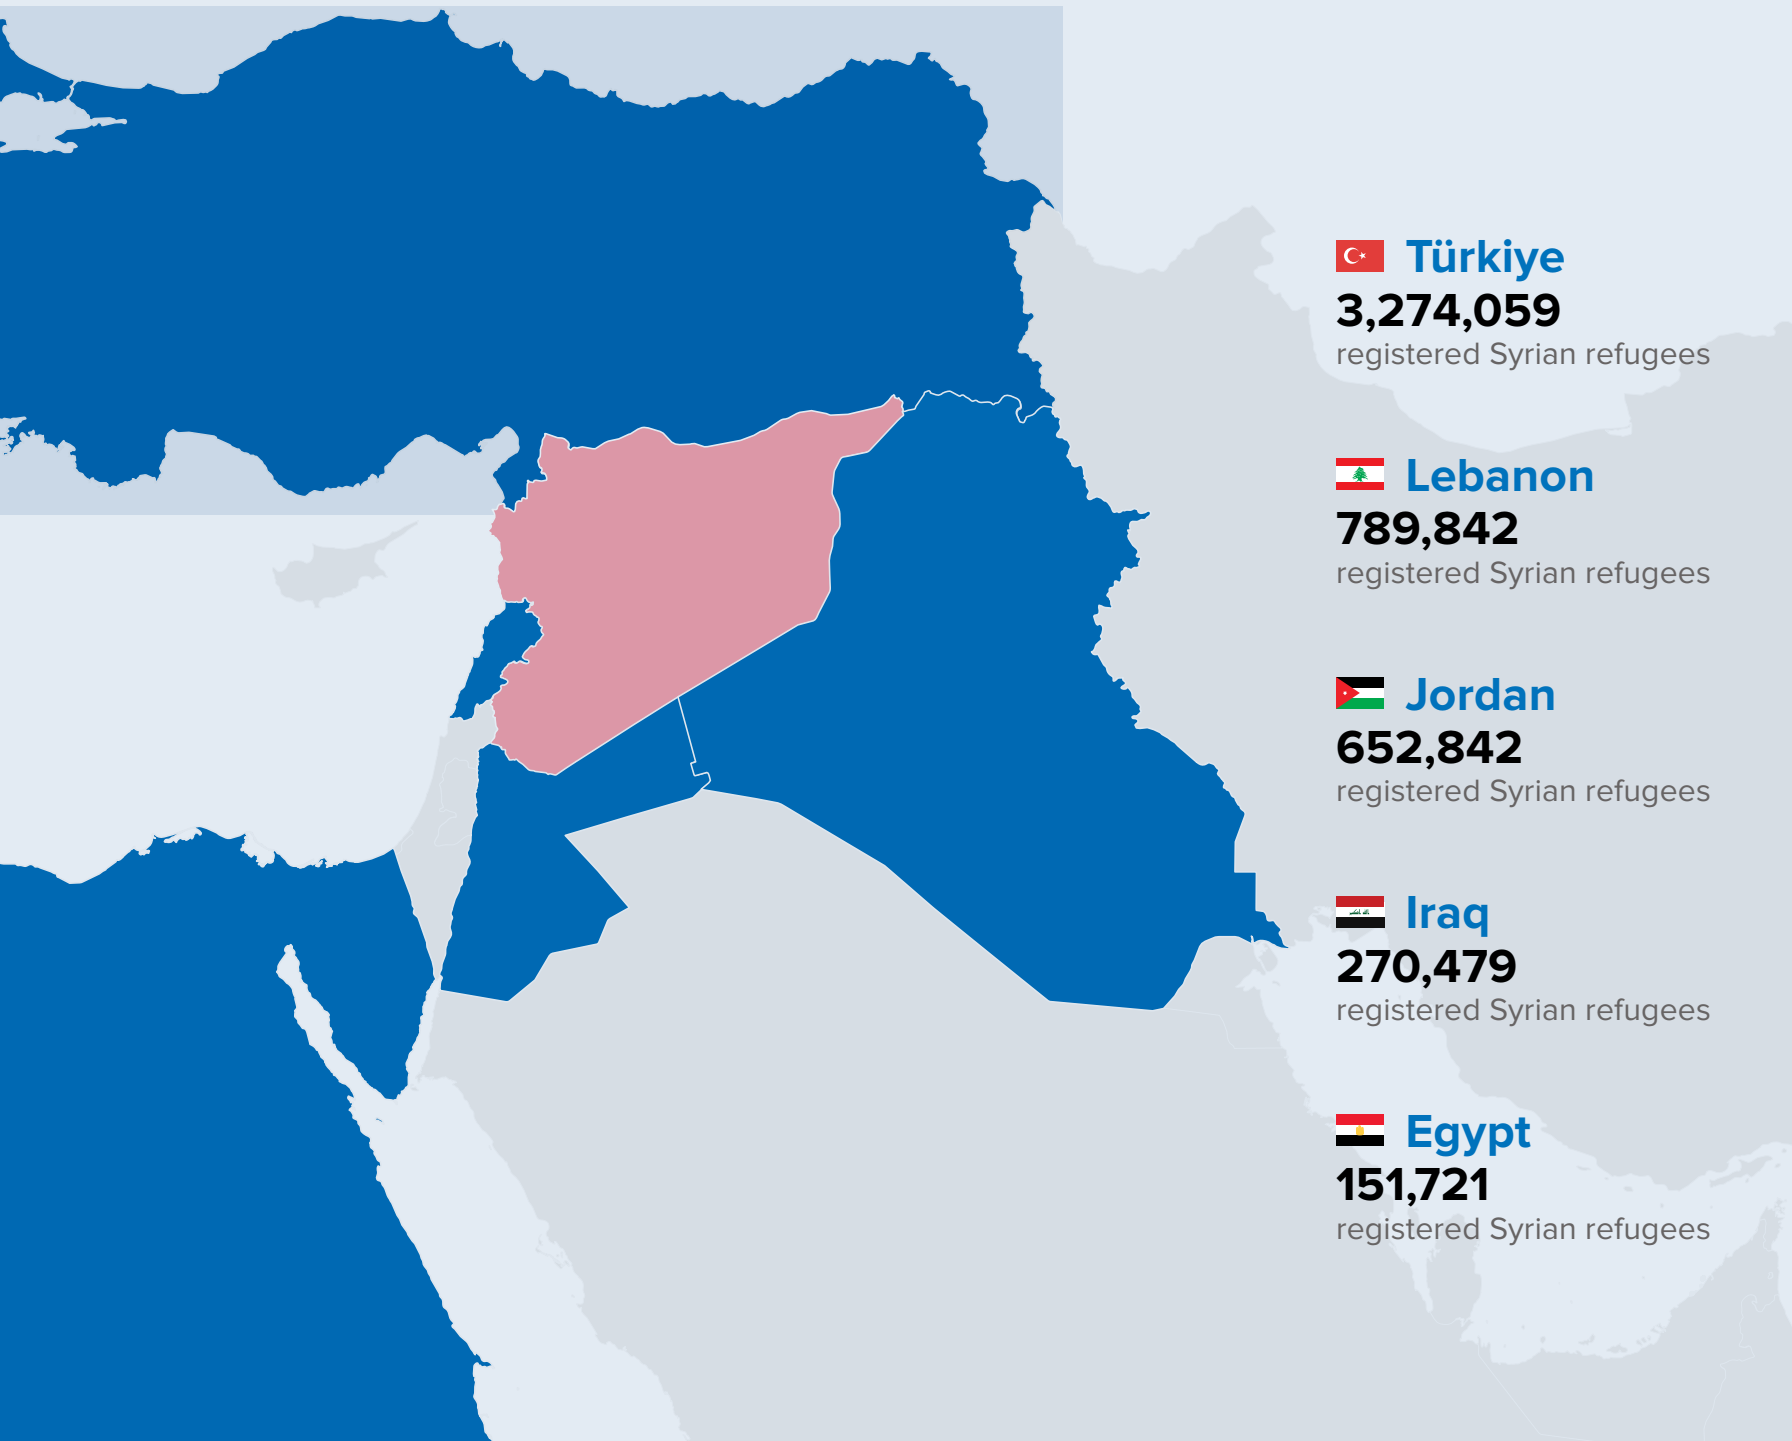 Türkiye
3,274,059
registered Syrian refugees
Lebanon
789,842
registered Syrian refugees
Jordan
652,842
registered Syrian refugees
Iraq
270,479
registered Syrian refugees
Egypt
151,721
registered Syrian refugees